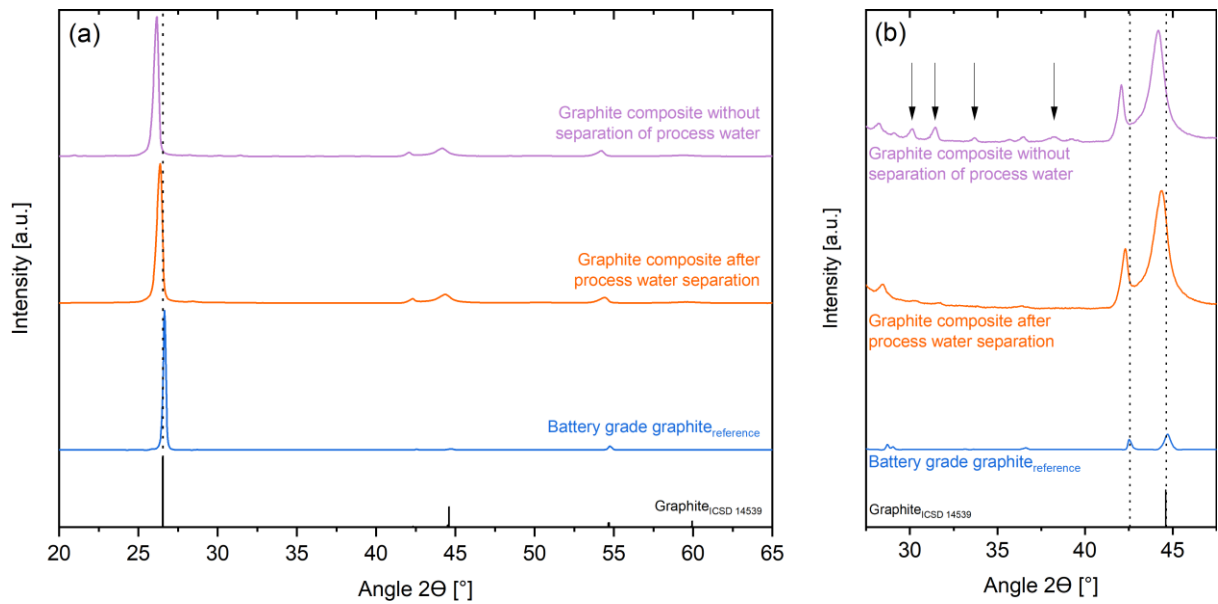 (a)
Graphite composite without
separation of process water
Graphite composite after
process water separation
Battery grade graphitereference
GraphiteICSD 14539
Intensity [a.u.]
20 25 30 35 40 45 50 55 60 65
Angle 2Θ [°]
(b)
Graphite composite without
separation of process water
Graphite composite after
process water separation
Battery grade graphitereference
GraphiteICSD 14539
Intensity [a.u.]
30 35 40 45
Angle 2Θ [°]